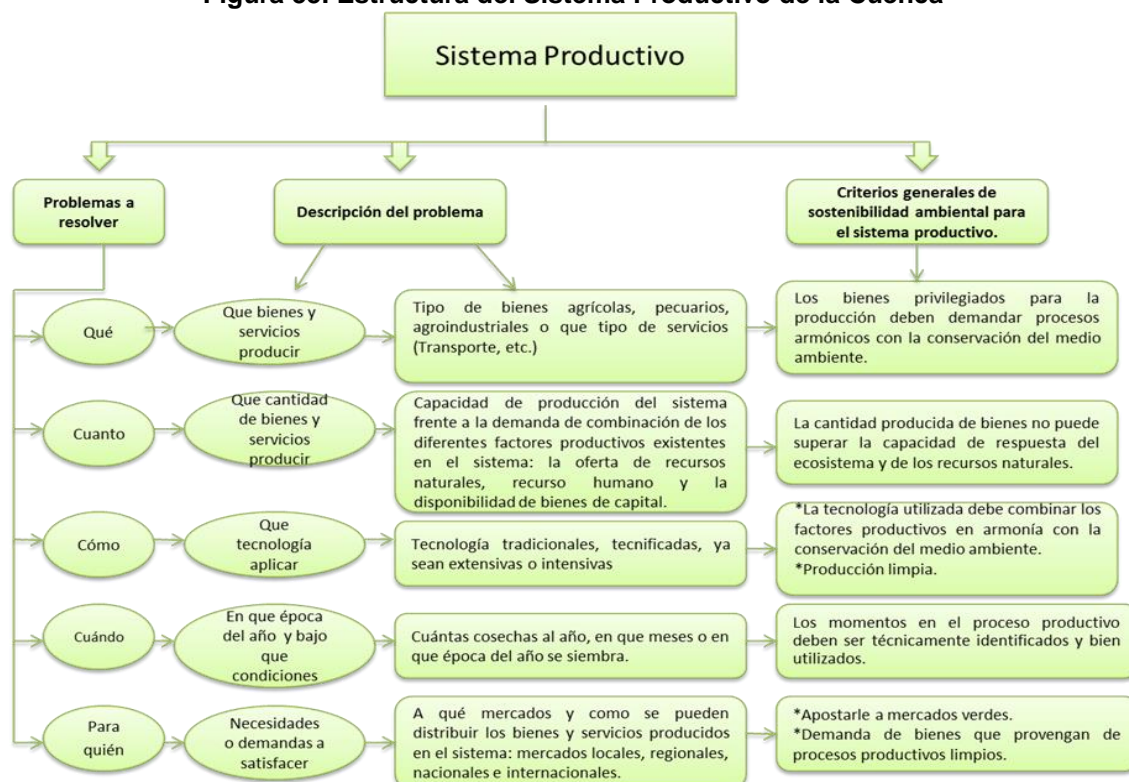 Figura 63. Estructura del Sistema Productivo de la Cuenca
Sistema Productivo
Problemas a
resolver
Descripción del problema
Criterios generales de
sostenibilidad ambiental para
el sistema productivo.
Qué
Que bienes y
servicios
producir
Tipo de bienes agrícolas, pecuarios,
agroindustriales o que tipo de servicios
(Transporte, etc.)
Los bienes privilegiados para la
producción deben demandar procesos
armónicos con la conservación del medio
ambiente.
Cuanto
Que cantidad
de bienes y
servicios
producir
Capacidad de producción del sistema
frente a la demanda de combinación de los
diferentes factores productivos existentes
en el sistema: la oferta de recursos
naturales, recurso humano y la
disponibilidad de bienes de capital.
La cantidad producida de bienes no puede
superar la capacidad de respuesta del
ecosistema y de los recursos naturales.
Cómo
Que
tecnología
aplicar
Tecnología tradicionales, tecnificadas, ya
sean extensivas o intensivas
*La tecnología utilizada debe combinar los
factores productivos en armonía con la
conservación del medio ambiente.
*Producción limpia.
Cuándo
En que época
del año y bajo
que
condiciones
Cuántas cosechas al año, en que meses o en
que época del año se siembra.
Los momentos en el proceso productivo
deben ser técnicamente identificados y bien
utilizados.
Para
quién
Necesidades
o demandas a
satisfacer
A qué mercados y como se pueden
distribuir los bienes y servicios producidos
en el sistema: mercados locales, regionales,
nacionales e internacionales.
*Apostarle a mercados verdes.
*Demanda de bienes que provengan de
procesos productivos limpios.